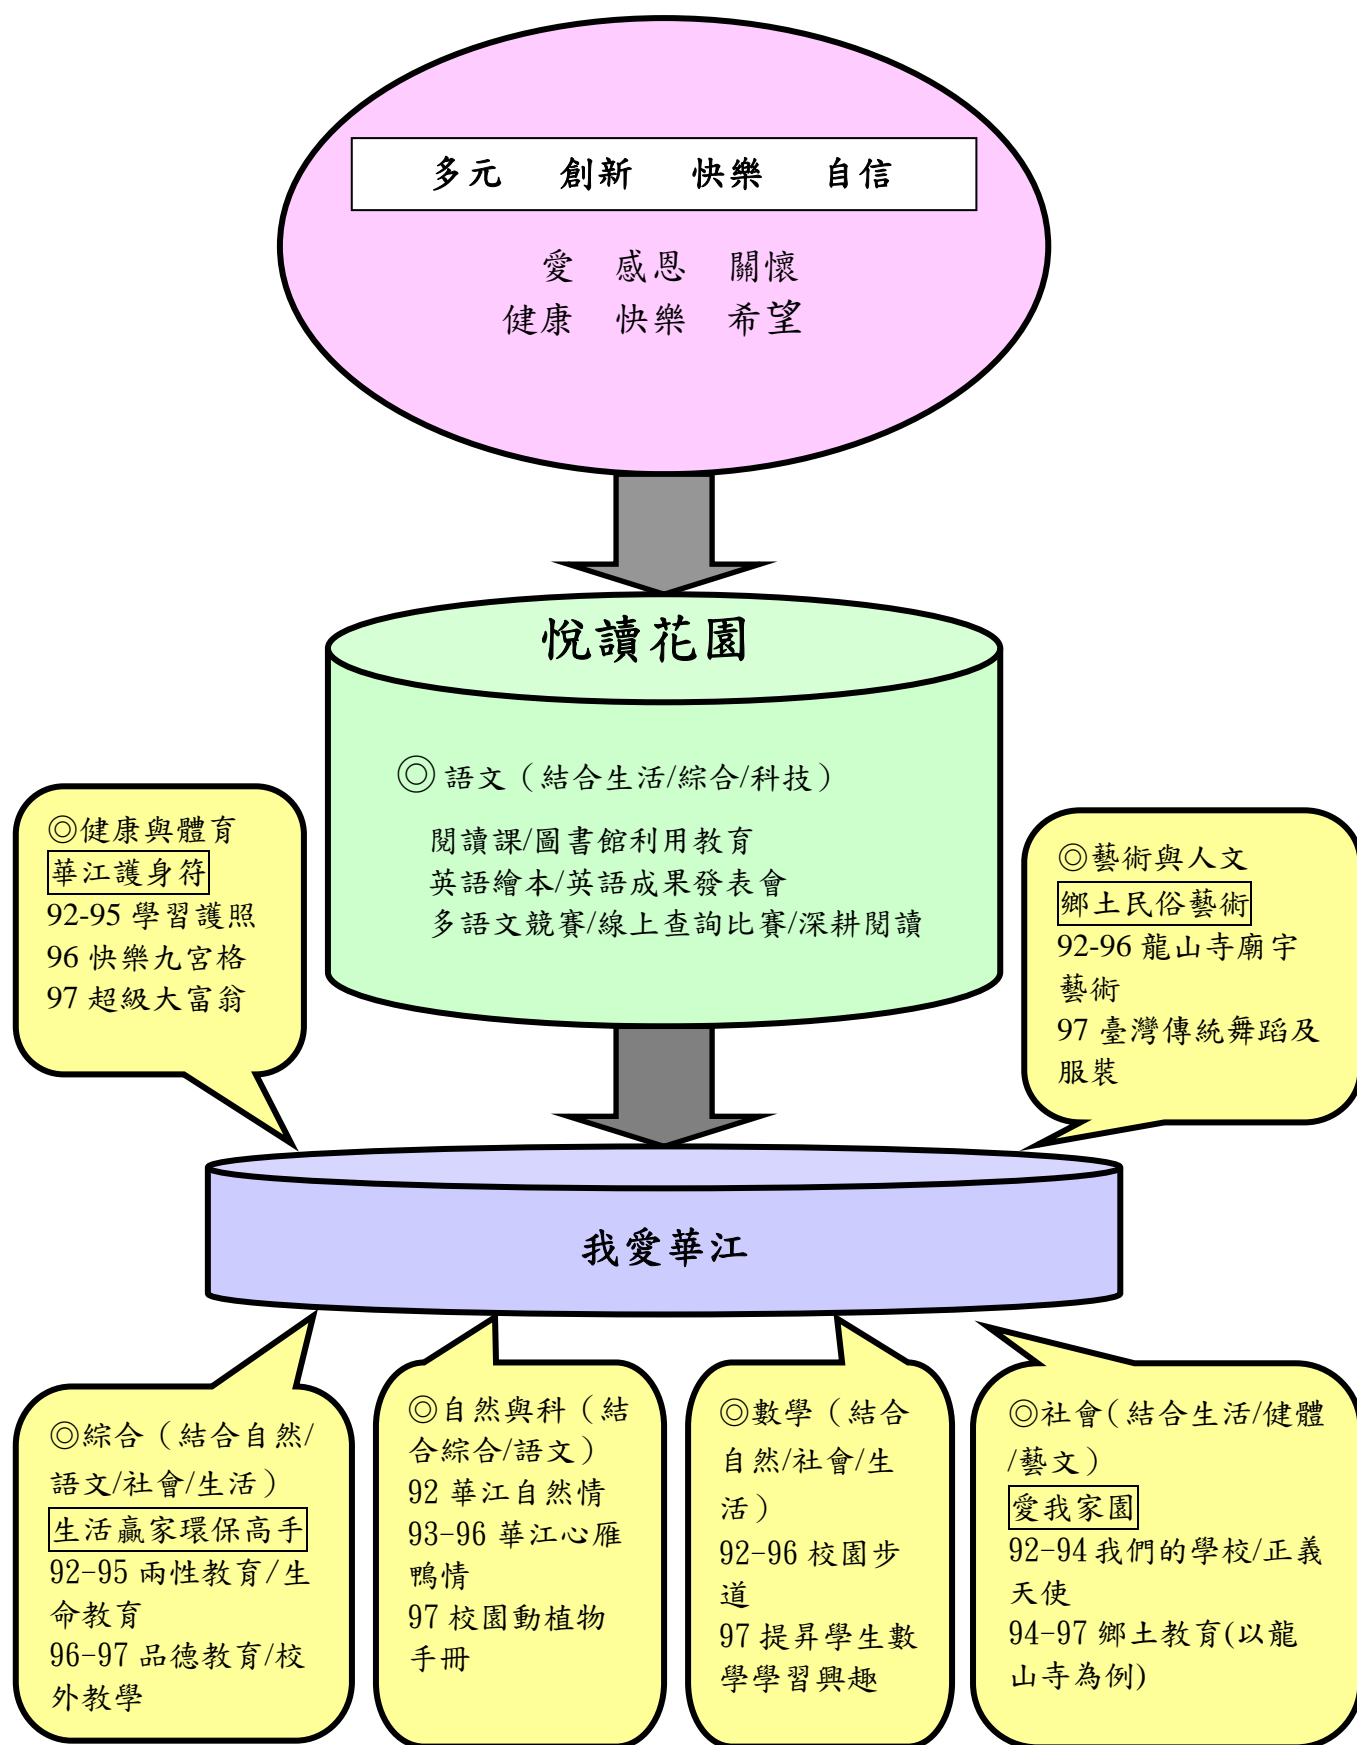 多元 創新 快樂 自信
愛 感恩 關懷
健康 快樂 希望
悅讀花園
◎語文（結合生活/綜合/科技）
閱讀課/圖書館利用教育
英語繪本/英語成果發表會
多語文競賽/線上查詢比賽/深耕閱讀
◎健康與體育
華江護身符
92-95 學習護照
96 快樂九宮格
97 超級大富翁
◎藝術與人文
鄉土民俗藝術
92-96 龍山寺廟宇
藝術
97 臺灣傳統舞蹈及
服裝
我愛華江
◎綜合（結合自然/
語文/社會/生活）
生活贏家環保高手
92-95 兩性教育/生
命教育
96-97 品德教育/校
外教學
◎自然與科（結
合綜合/語文）
92 華江自然情
93-96 華江心雁
鴨情
97 校園動植物
手冊
◎數學（結合
自然/社會/生
活）
92-96 校園步
道
97 提昇學生數
學學習興趣
◎社會（結合生活/健體
/藝文）
愛我家園
92-94 我們的學校/正義
天使
94-97 鄉土教育(以龍
山寺為例)